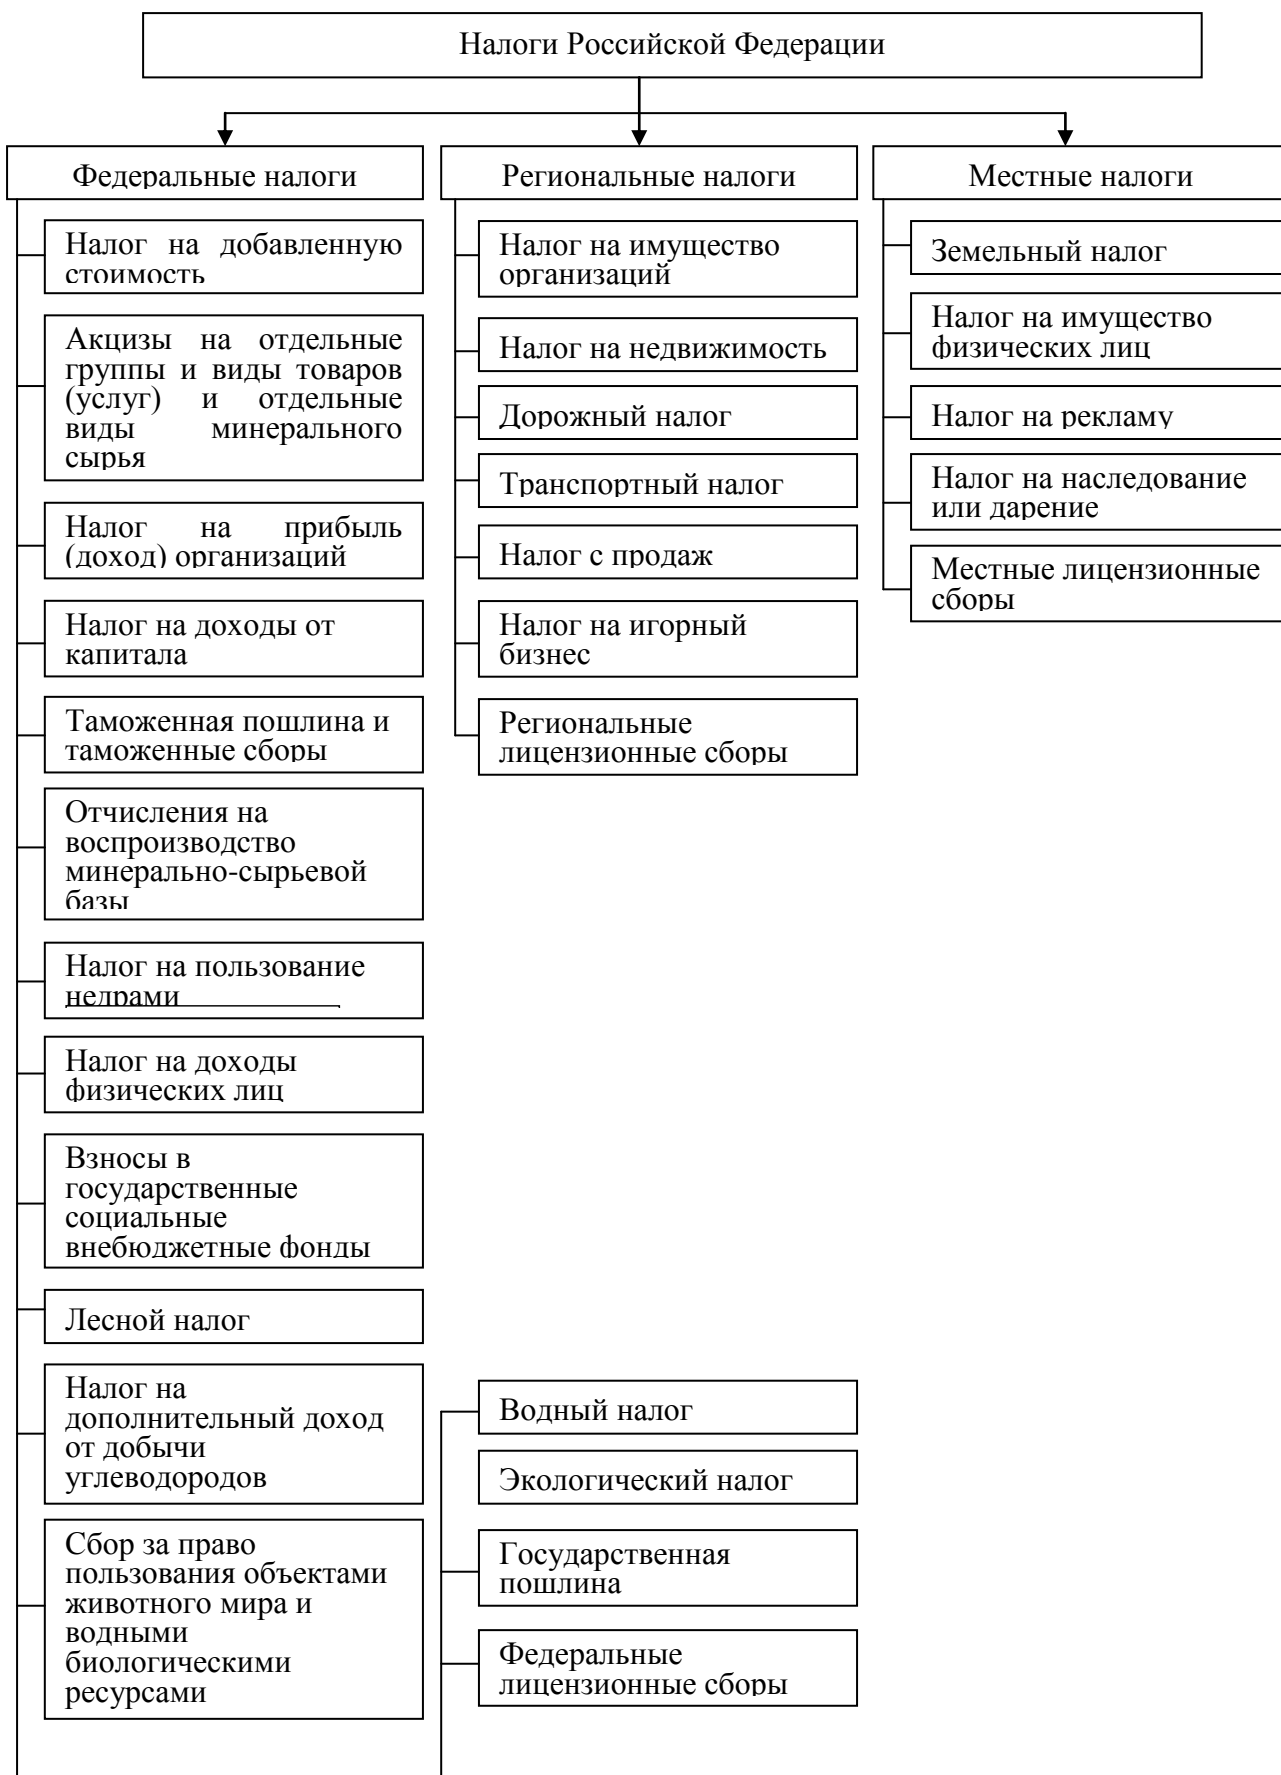 Налоги Российской Федерации
Федеральные налоги
Налог на добавленную
стоимость
Акцизы на отдельные
группы и виды товаров
(услуг) и отдельные
виды минерального
сырья
Налог на прибыль
(доход) организаций
Налог на доходы от
капитала
Таможенная пошлина и
таможенные сборы
Отчисления на
воспроизводство
минерально-сырьевой
базы
Налог на пользование
недрами
Налог на доходы
физических лиц
Взносы в
государственные
социальные
внебюджетные фонды
Лесной налог
Налог на
дополнительный доход
от добычи
углеводородов
Сбор за право
пользования объектами
животного мира и
водными
биологическими
ресурсами
Водный налог
Экологический налог
Государственная
пошлина
Федеральные
лицензионные сборы
Региональные налоги
Налог на имущество
организаций
Налог на недвижимость
Дорожный налог
Транспортный налог
Налог с продаж
Налог на игорный
бизнес
Региональные
лицензионные сборы
Местные налоги
Земельный налог
Налог на имущество
физических лиц
Налог на рекламу
Налог на наследование
или дарение
Местные лицензионные
сборы